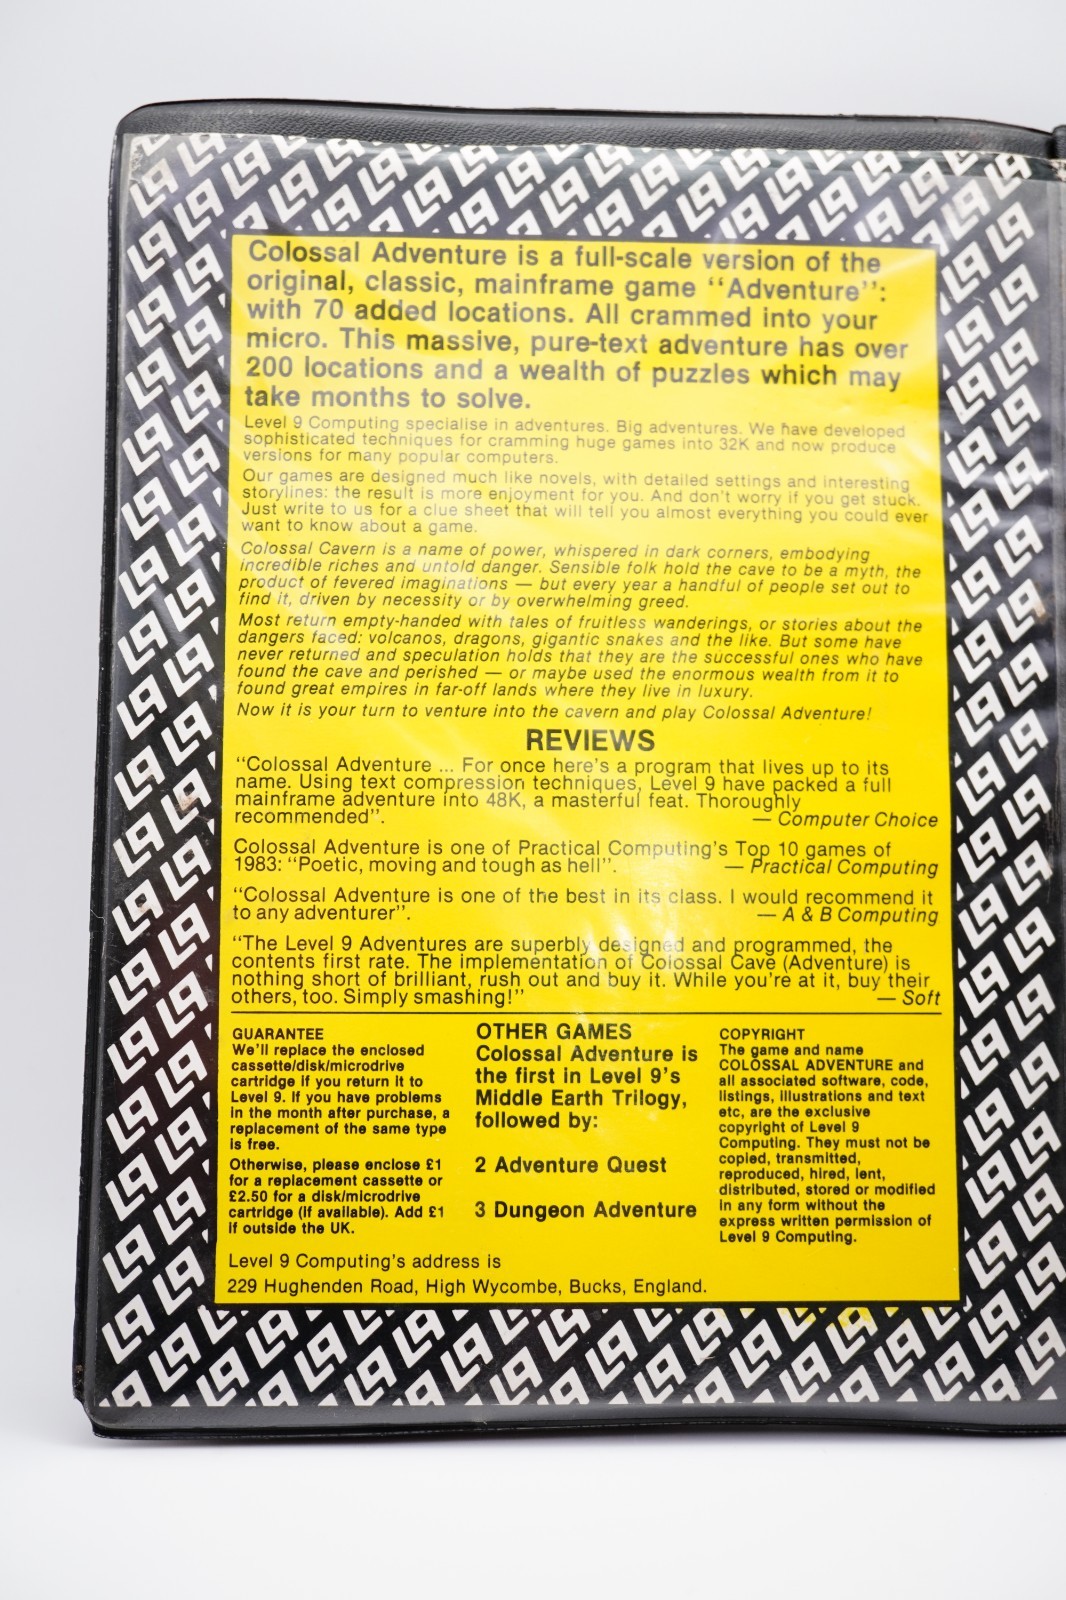 Colossal Adventure is a full-scale version of the
original, classic, mainframe game "Adventure":
with 70 added locations. All crammed into your
micro. This massive, pure-text adventure has over
200 locations and a wealth of puzzles which may
take months to solve.
Level 9 Computing specialise in adventures. Big adventures. We have developed
sophisticated techniques for cramming huge games into 32K and now produce
versions for many popular computers.
Our games are designed much like novels, with detailed settings and interesting
storylines: the result is more enjoyment for you. And don't worry if you get stuck.
Just write to us for a clue sheet that will tell you almost everything you could ever
want to know about a game.
Colossal Cavern is a name of power, whispered in dark corners, embodying
incredible riches and untold danger. Sensible folk hold the cave to be a myth, the
product of fevered imaginations — but every year a handful of people set out to
find it, driven by necessity or by overwhelming greed.
Most return empty-handed with tales of fruitless wanderings, or stories about the
dangers faced: volcanos, dragons, gigantic snakes and the like. But some have
never returned and speculation holds that they are the successful ones who have
found the cave and perished — or maybe used the enormous wealth from it to
found great empires in far-off lands where they live in luxury.
Now it is your turn to venture into the cavern and play Colossal Adventure!
REVIEWS
"Colossal Adventure ... For once here's a program that lives up to its
name. Using text compression techniques, Level 9 have packed a full
mainframe adventure into 48K, a masterful feat. Thoroughly
recommended". — Computer Choice
Colossal Adventure is one of Practical Computing's Top 10 games of
1983: "Poetic, moving and tough as hell". — Practical Computing
"Colossal Adventure is one of the best in its class. I would recommend it
to any adventurer". — A & B Computing
"The Level 9 Adventures are superbly designed and programmed, the
contents first rate. The implementation of Colossal Cave (Adventure) is
nothing short of brilliant, rush out and buy it. While you're at it, buy their
others, too. Simply smashing!" — Soft
GUARANTEE
We'll replace the enclosed
cassette/disk/microdrive
cartridge if you return it to
Level 9. If you have problems
in the month after purchase, a
replacement of the same type
is free.
Otherwise, please enclose £1
for a replacement cassette or
£2.50 for a disk/microdrive
cartridge (if available). Add £1
if outside the UK.
OTHER GAMES
Colossal Adventure is
the first in Level 9's
Middle Earth Trilogy,
followed by:
2 Adventure Quest
3 Dungeon Adventure
COPYRIGHT
The game and name
COLOSSAL ADVENTURE and
all associated software, code,
listings, illustrations and text
etc, are the exclusive
copyright of Level 9
Computing. They must not be
copied, transmitted,
reproduced, hired, lent,
distributed, stored or modified
in any form without the
express written permission of
Level 9 Computing.
Level 9 Computing's address is
229 Hughenden Road, High Wycombe, Bucks, England.